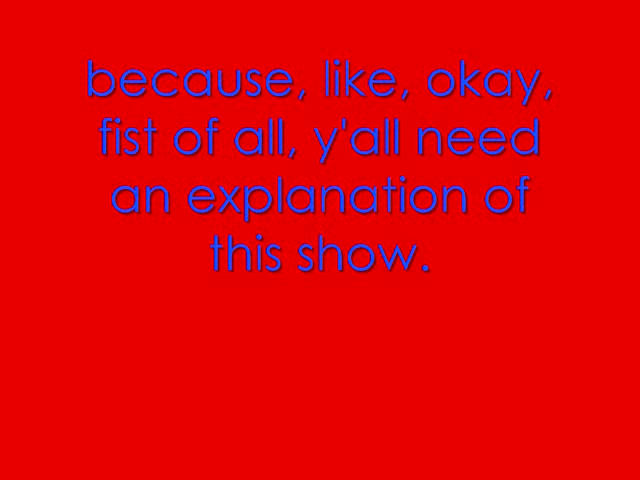 because, like, okay,
fist of all, y'all need
an explanation of
this show.